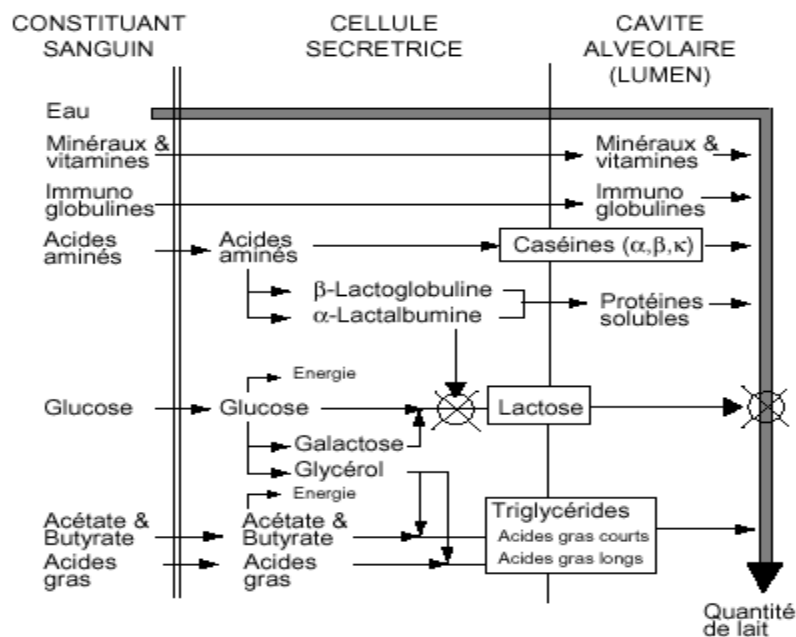 CONSTITUANT
SANGUIN
CELLULE
SECRETRICE
CAVITE
ALVEOLAIRE
(LUMEN)
Eau
Minéraux &
vitamines
Minéraux &
vitamines
Immuno
globulines
Immuno
globulines
Acides
aminés
Acides
aminés
Caséines (α,β,κ)
β-Lactoglobuline
α-Lactalbumine
Protéines
solubles
Energie
Glucose
Glucose
Lactose
Galactose
Glycérol
Energie
Acétate &
Butyrate
Acides
gras
Acétate &
Butyrate
Acides
gras
Triglycérides
Acides gras courts
Acides gras longs
Quantité
de lait